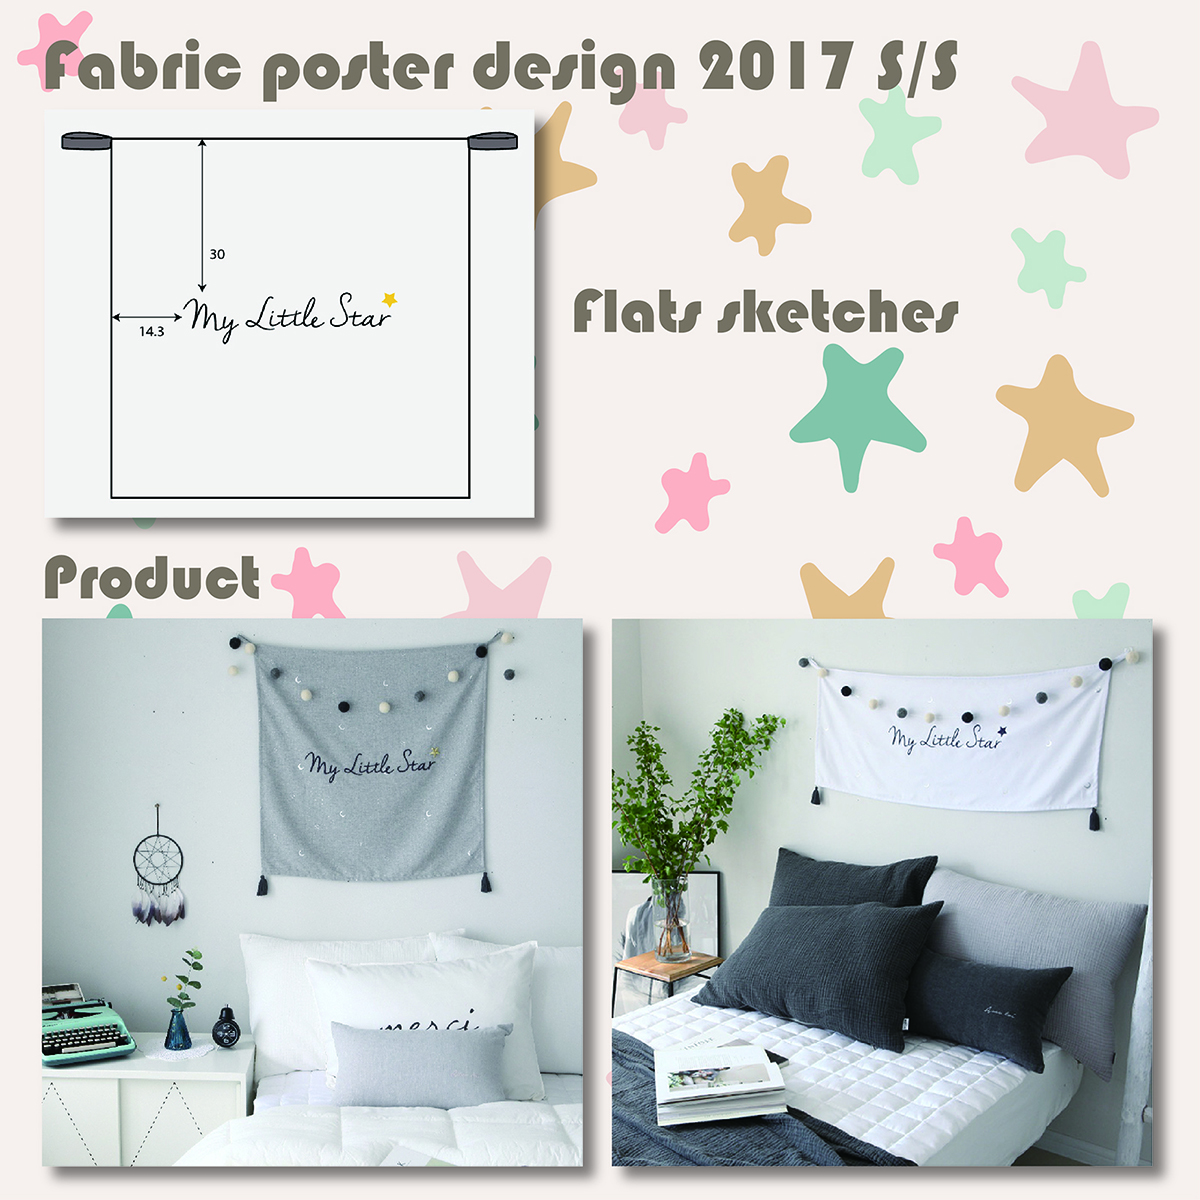 Fabric poster design 2017 S/S
30
14.3
My Little Star
Flats sketches
Product
My Little Star
merci
My Little Star